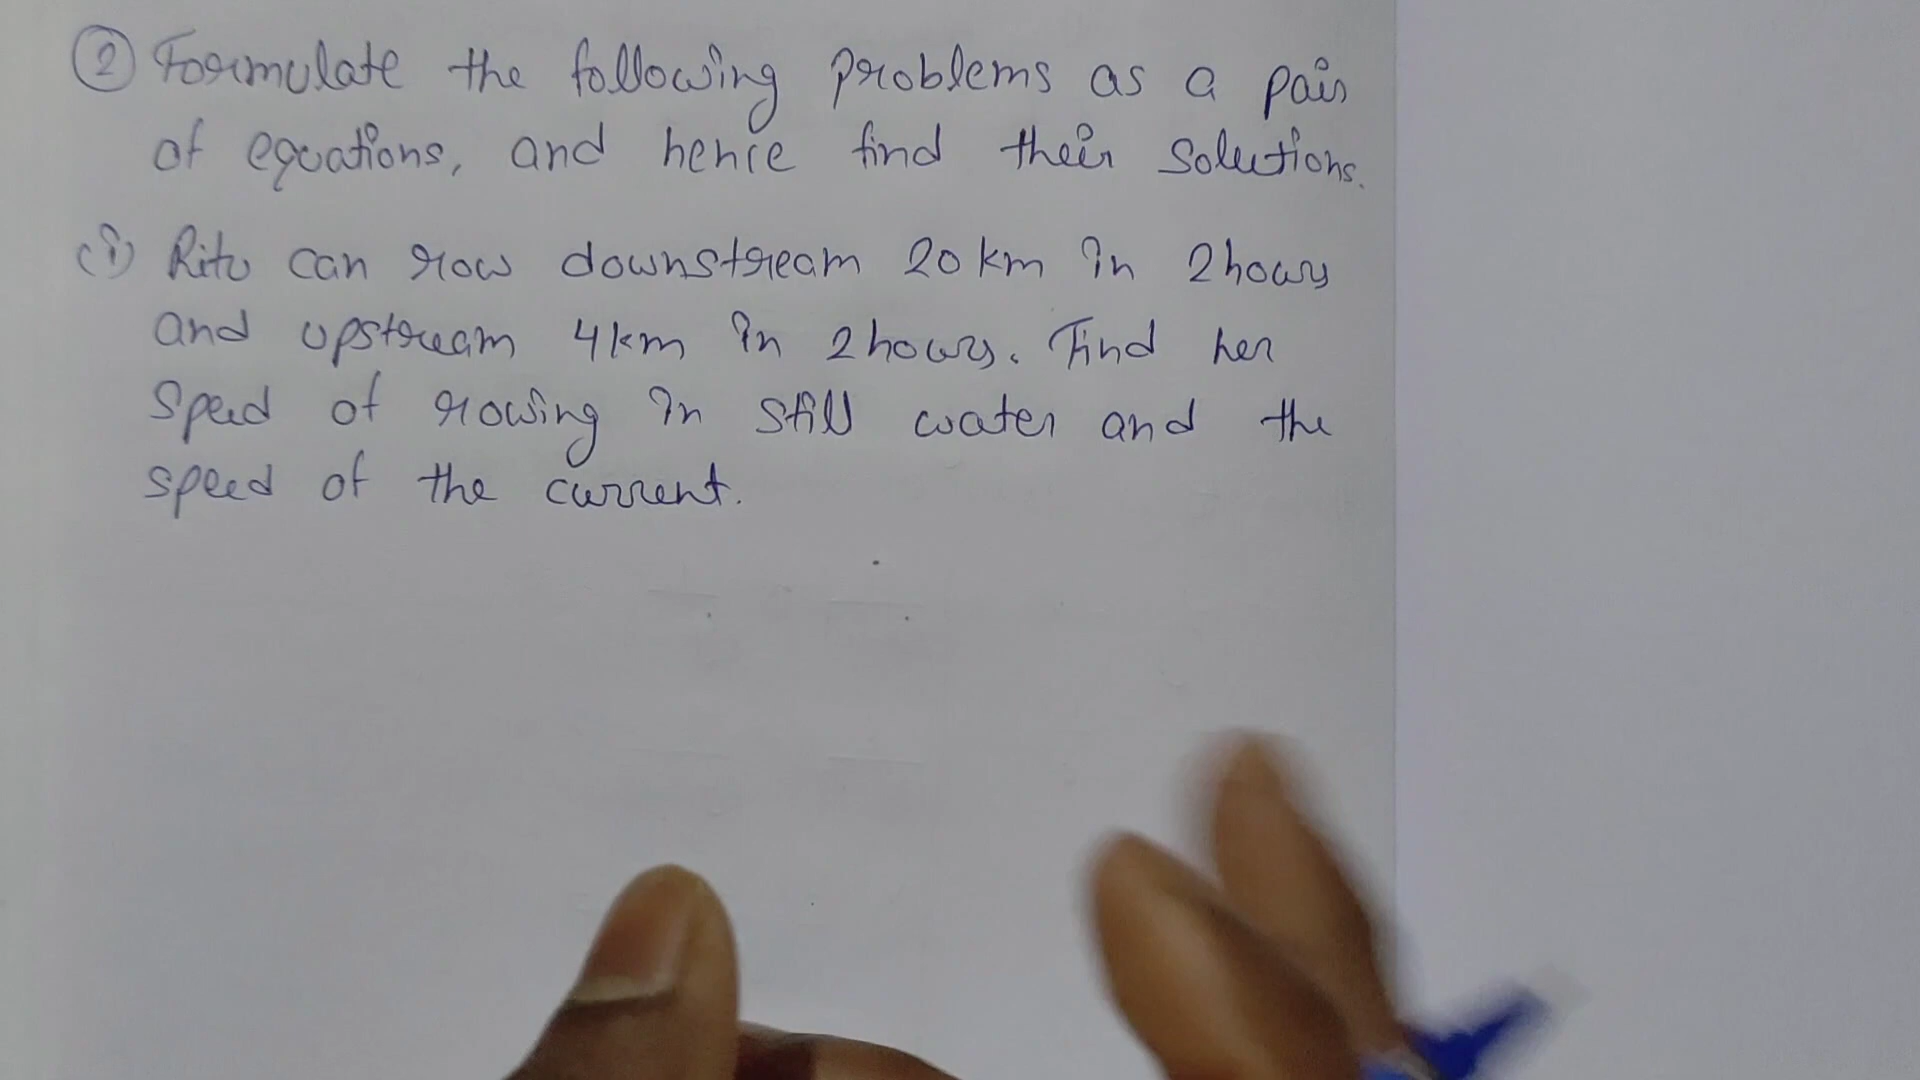 ② Formulate the following problems as a pair
of equations, and hence find their solutions.
(i) Ritu can row downstream 20 km in 2 hours
and upstream 4 km in 2 hours. Find her
speed of rowing in still water and the
speed of the current.